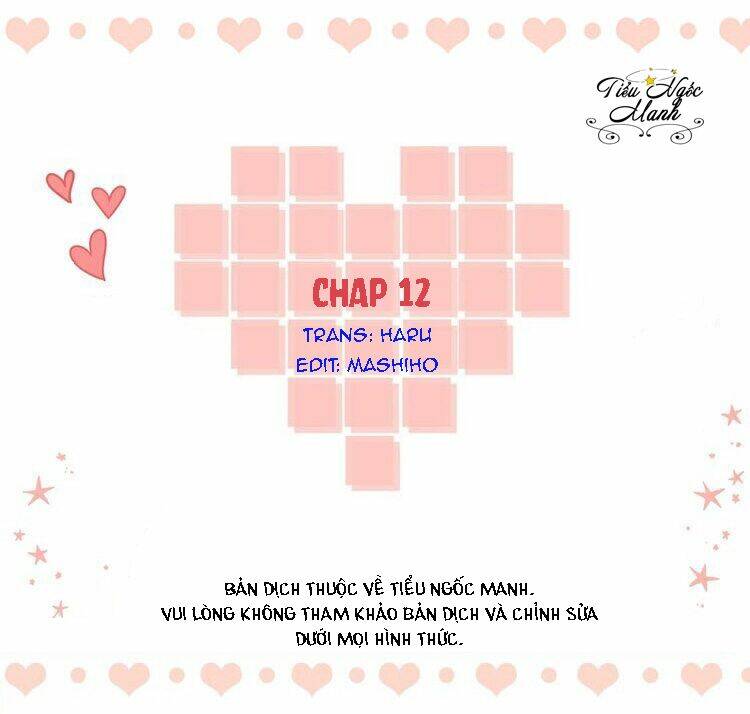 Tiểu Ngốc
Manh
CHAP 12
TRANS: HARU
EDIT: MASHIHO
BẢN DỊCH THUỘC VỀ TIỂU NGỐC MANH.
VUI LÒNG KHÔNG THAM KHẢO BẢN DỊCH VÀ CHỈNH SỬA
DƯỚI MỌI HÌNH THỨC.